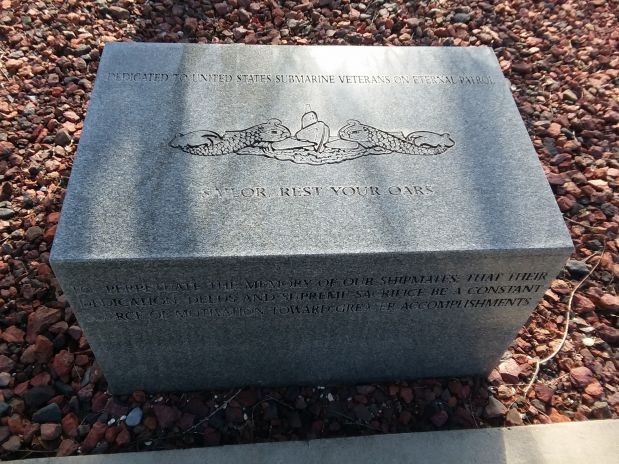 DEDICATED TO UNITED STATES SUBMARINE VETERANS ON ETERNAL PATROL
SAILOR, REST YOUR OARS
TO PERPETUATE THE MEMORY OF OUR SHIPMATES; THAT THEIR
DEDICATION, DEEDS AND SUPREME SACRIFICE BE A CONSTANT
SOURCE OF MOTIVATION TOWARD GREATER ACCOMPLISHMENTS